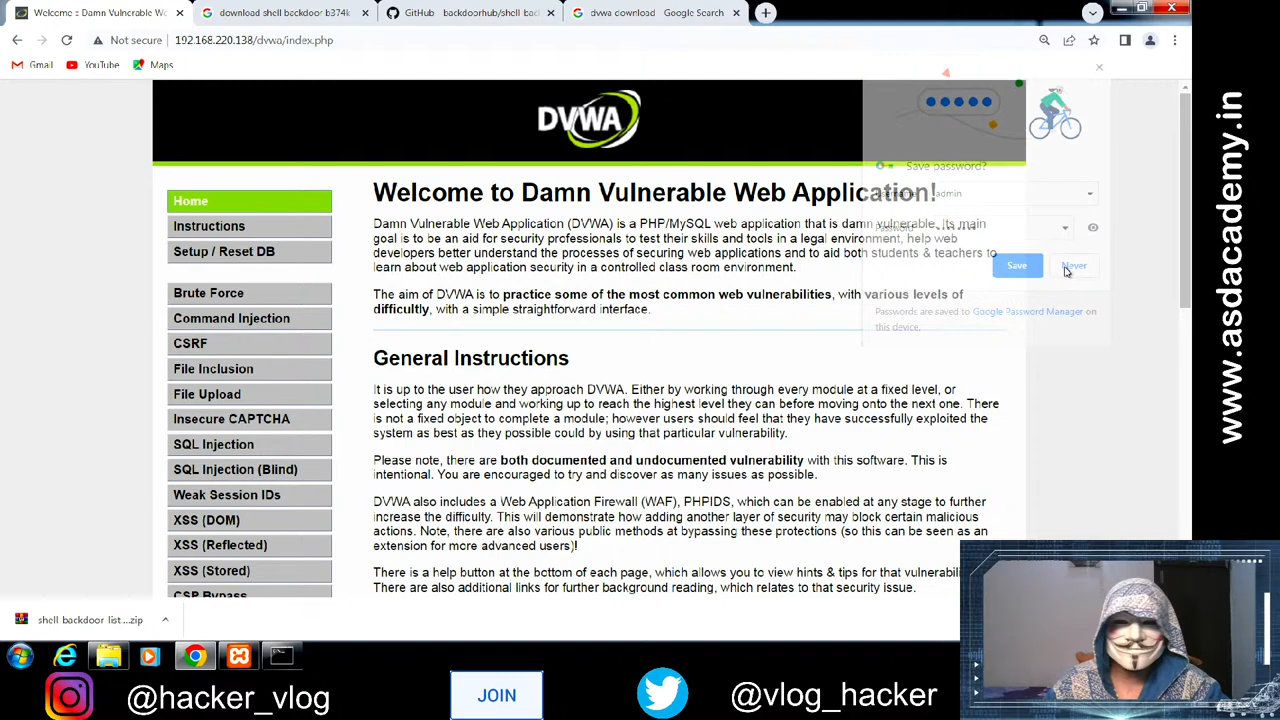 Welcome :: Damn Vulnerable We
download shell backdoor b374k
GitHub
backdoorhub/shell
dvwa download - Google Search
Not secure
192.168.220.138/dvwa/index.php
Gmail
YouTube
Maps
DVWA
Save password?
Username
admin
Password
Save
Never
Passwords are saved to Google Password Manager on
this device.
Home
Instructions
Setup / Reset DB
Brute Force
Command Injection
CSRF
File Inclusion
File Upload
Insecure CAPTCHA
SQL Injection
SQL Injection (Blind)
Weak Session IDs
XSS (DOM)
XSS (Reflected)
XSS (Stored)
CSP Bypass
Welcome to Damn Vulnerable Web Application!
Damn Vulnerable Web Application (DVWA) is a PHP/MySQL web application that is damn vulnerable. Its main
goal is to be an aid for security professionals to test their skills and tools in a legal environment, help web
developers better understand the processes of securing web applications and to aid both students & teachers to
learn about web application security in a controlled class room environment.
The aim of DVWA is to practice some of the most common web vulnerabilities, with various levels of
difficultly, with a simple straightforward interface.
General Instructions
It is up to the user how they approach DVWA. Either by working through every module at a fixed level, or
selecting any module and working up to reach the highest level they can before moving onto the next one. There
is not a fixed object to complete a module; however users should feel that they have successfully exploited the
system as best as they possible could by using that particular vulnerability.
Please note, there are both documented and undocumented vulnerability with this software. This is
intentional. You are encouraged to try and discover as many issues as possible.
DVWA also includes a Web Application Firewall (WAF), PHPIDS, which can be enabled at any stage to further
increase the difficulty. This will demonstrate how adding another layer of security may block certain malicious
actions. Note, there are also various public methods at bypassing these protections (so this can be seen as an
extension for more advanced users)!
There is a help button at the bottom of each page, which allows you to view hints & tips for that vulnerabili
There are also additional links for further background reading, which relates to that security issue.
shell backdoor list....zip
www.asdacademy.in
@hacker_vlog
JOIN
@vlog_hacker